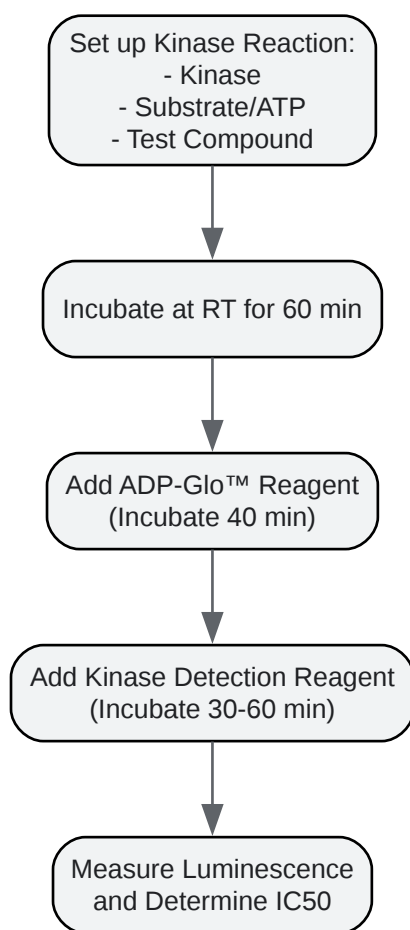 Set up Kinase Reaction:
- Kinase
- Substrate/ATP
- Test Compound
Incubate at RT for 60 min
Add ADP-Glo™ Reagent
(Incubate 40 min)
Add Kinase Detection Reagent
(Incubate 30-60 min)
Measure Luminescence
and Determine IC50